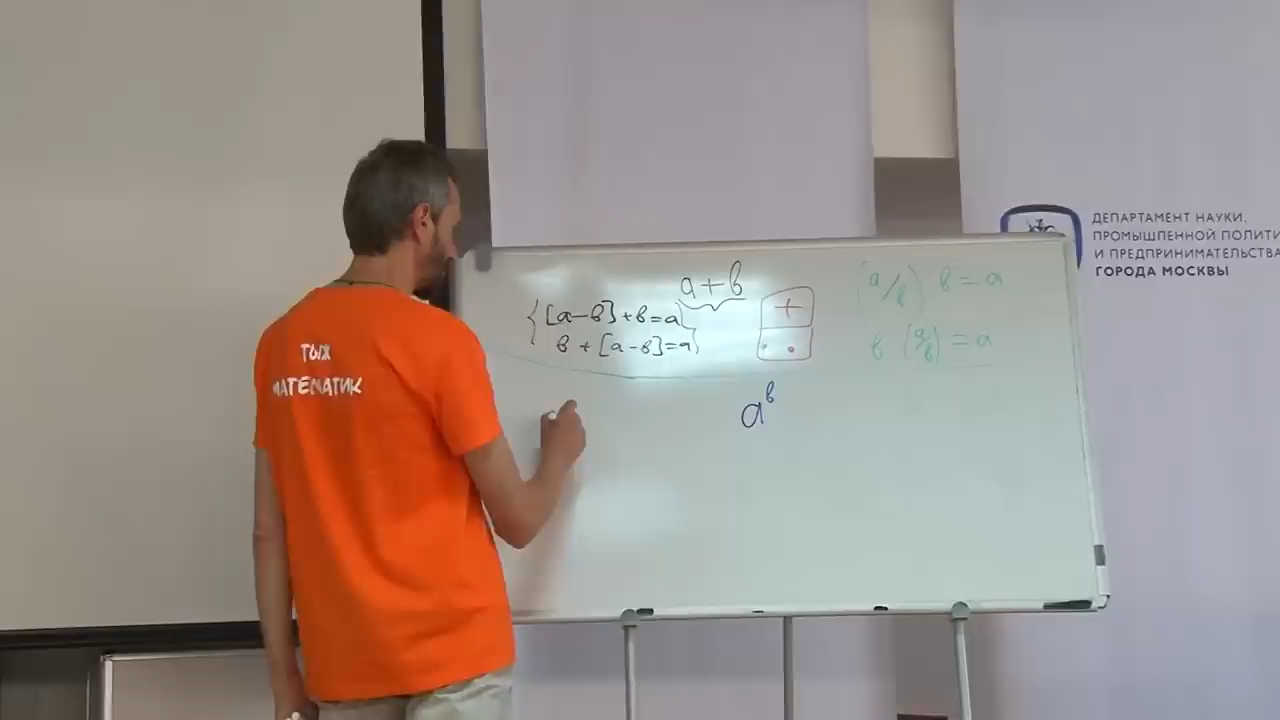 ТЫЖ
МАТЕМАТИК
a+b
[a-b]+b=a
b+[a-b]=a
+
(a/b) b=a
b (a/b)=a
a^b
ДЕПАРТАМЕНТ НАУКИ,
ПРОМЫШЛЕННОЙ ПОЛИТИ
И ПРЕДПРИНИМАТЕЛЬСТВА
ГОРОДА МОСКВЫ